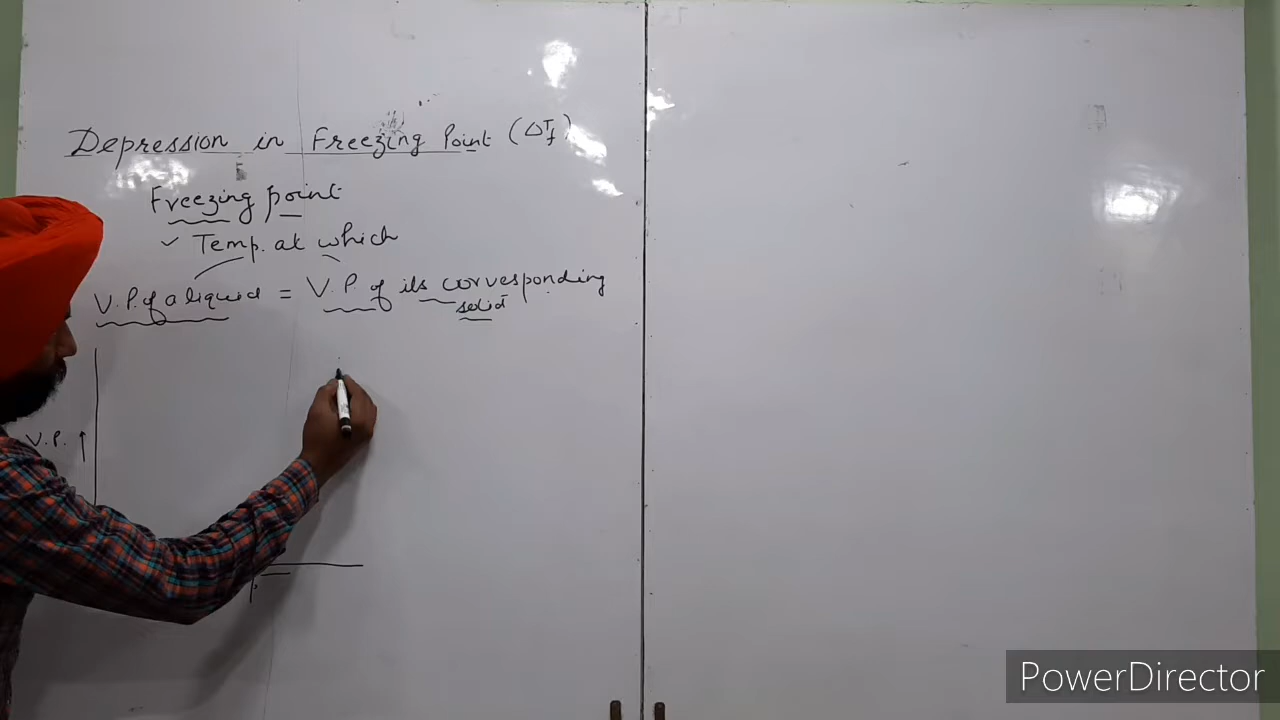 Depression in Freezing Point (ΔTf)
Freezing point
✓ Temp. at which
V.P. of a liquid = V.P of its corresponding
solid
V.P. ↑
PowerDirector